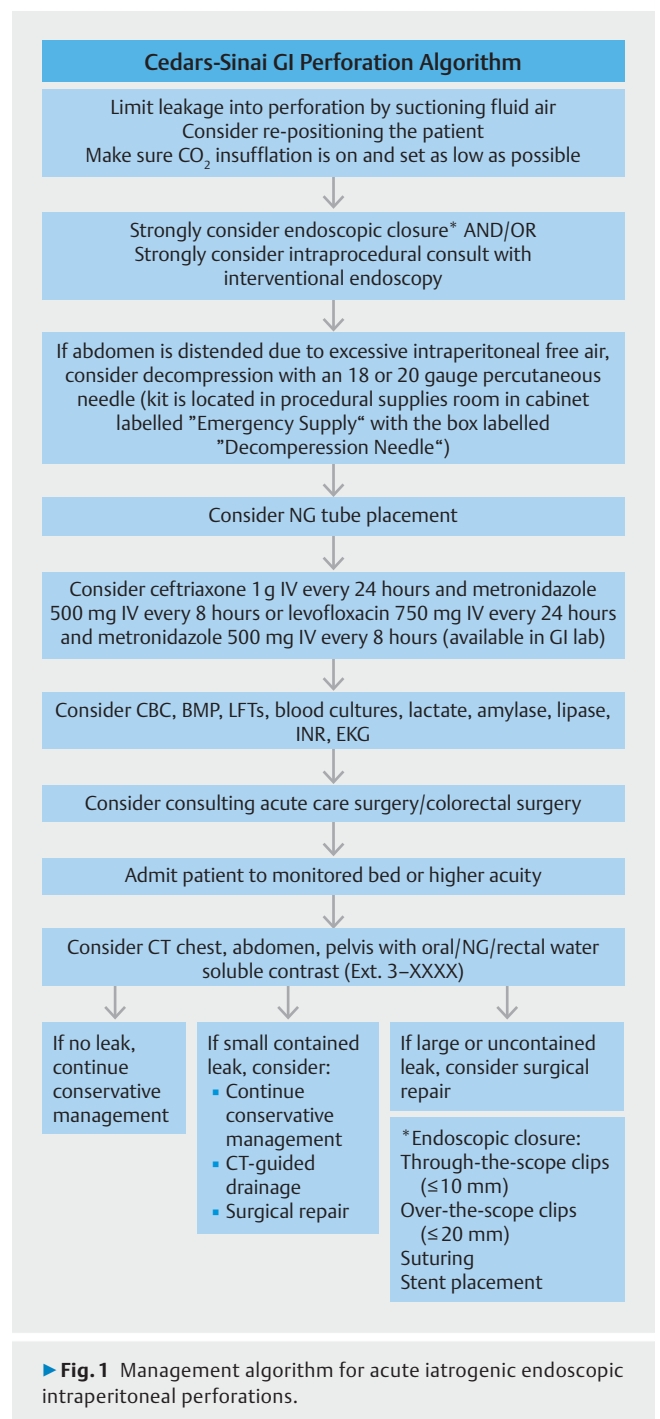 Cedars-Sinai GI Perforation Algorithm
Limit leakage into perforation by suctioning fluid air
Consider re-positioning the patient
Make sure CO₂ insufflation is on and set as low as possible
Strongly consider endoscopic closure* AND/OR
Strongly consider intraprocedural consult with
interventional endoscopy
If abdomen is distended due to excessive intraperitoneal free air,
consider decompression with an 18 or 20 gauge percutaneous
needle (kit is located in procedural supplies room in cabinet
labelled ”Emergency Supply“ with the box labelled
”Decomperession Needle“)
Consider NG tube placement
Consider ceftriaxone 1 g IV every 24 hours and metronidazole
500 mg IV every 8 hours or levofloxacin 750 mg IV every 24 hours
and metronidazole 500 mg IV every 8 hours (available in GI lab)
Consider CBC, BMP, LFTs, blood cultures, lactate, amylase, lipase,
INR, EKG
Consider consulting acute care surgery/colorectal surgery
Admit patient to monitored bed or higher acuity
Consider CT chest, abdomen, pelvis with oral/NG/rectal water
soluble contrast (Ext. 3–XXXX)
If no leak,
continue
conservative
management
If small contained
leak, consider:
▪ Continue
conservative
management
▪ CT-guided
drainage
▪ Surgical repair
If large or uncontained
leak, consider surgical
repair
*Endoscopic closure:
Through-the-scope clips
(≤10 mm)
Over-the-scope clips
(≤20 mm)
Suturing
Stent placement
▶ Fig. 1 Management algorithm for acute iatrogenic endoscopic
intraperitoneal perforations.